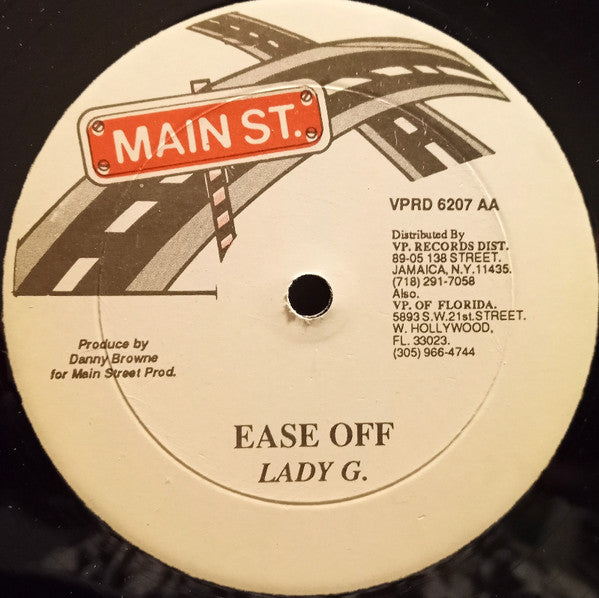 MAIN ST.
VPRD 6207 AA
Distributed By
VP. RECORDS DIST.
89-05 138 STREET.
JAMAICA, N.Y.11435.
(718) 291-7058
Also.
VP. OF FLORIDA.
5893 S.W.21st.STREET.
W. HOLLYWOOD,
FL. 33023.
(305) 966-4744
Produce by
Danny Browne
for Main Street Prod.
EASE OFF
LADY G.